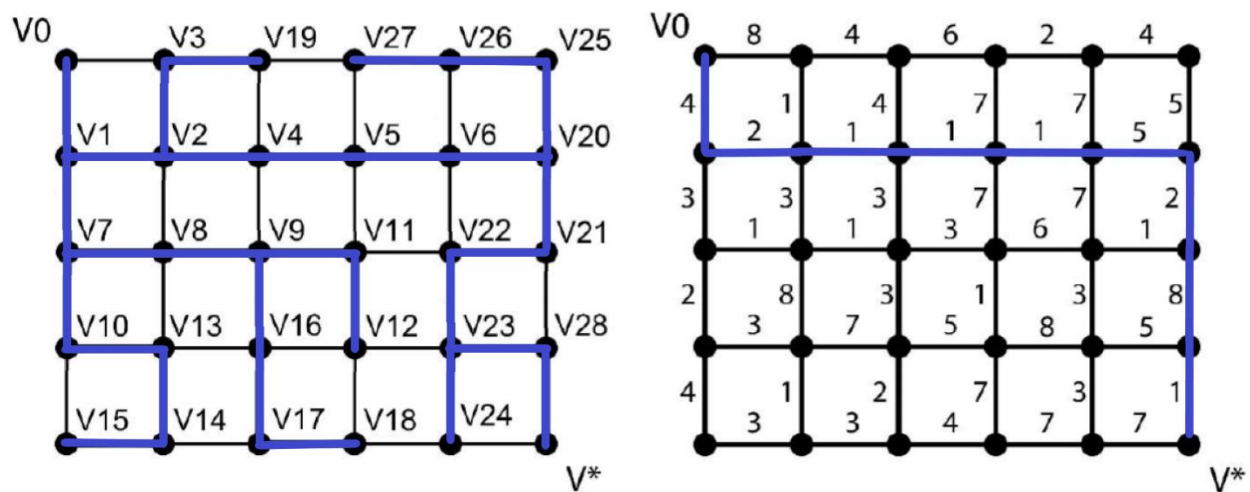 V0 V3 V19 V27 V26 V25
V1 V2 V4 V5 V6 V20
V7 V8 V9 V11 V22 V21
V10 V13 V16 V12 V23 V28
V15 V14 V17 V18 V24
V*
V0 8 4 6 2 4
4 1 4 7 7 5
2 1 1 1 5
3 3 3 7 7 2
1 1 3 6 1
2 8 3 1 3 8
3 7 5 8 5
4 1 2 7 3 1
3 3 4 7 7
V*